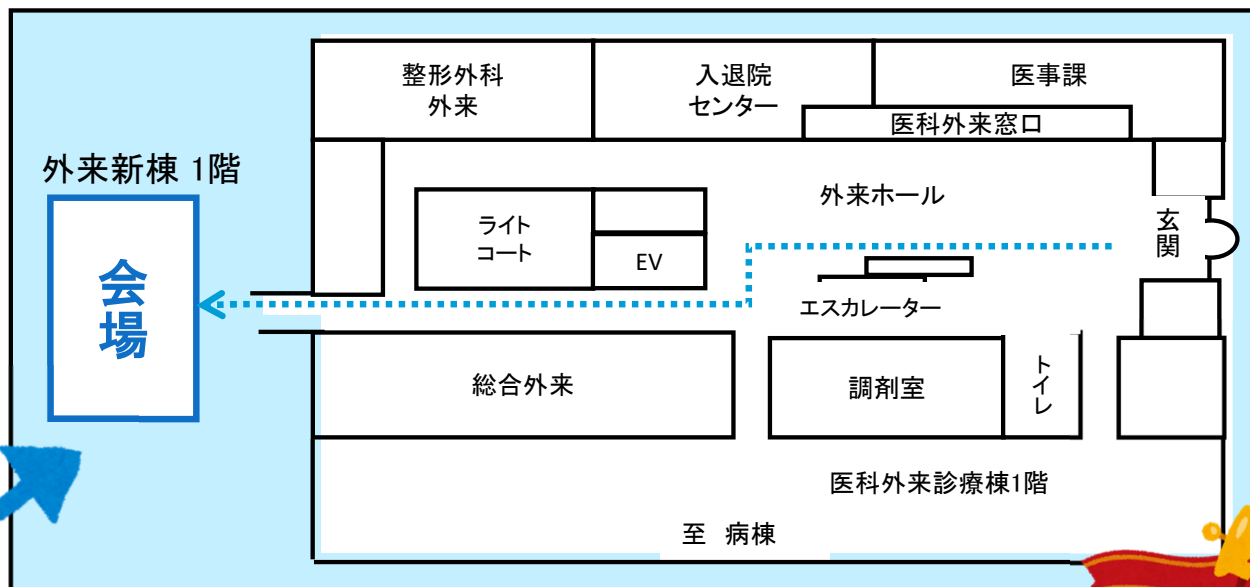 整形外科
外来
入退院
センター
医事課
医科外来窓口
外来新棟 1階
会場
外来ホール
玄関
ライト
コート
EV
エスカレーター
総合外来
調剤室
トイレ
医科外来診療棟1階
至 病棟